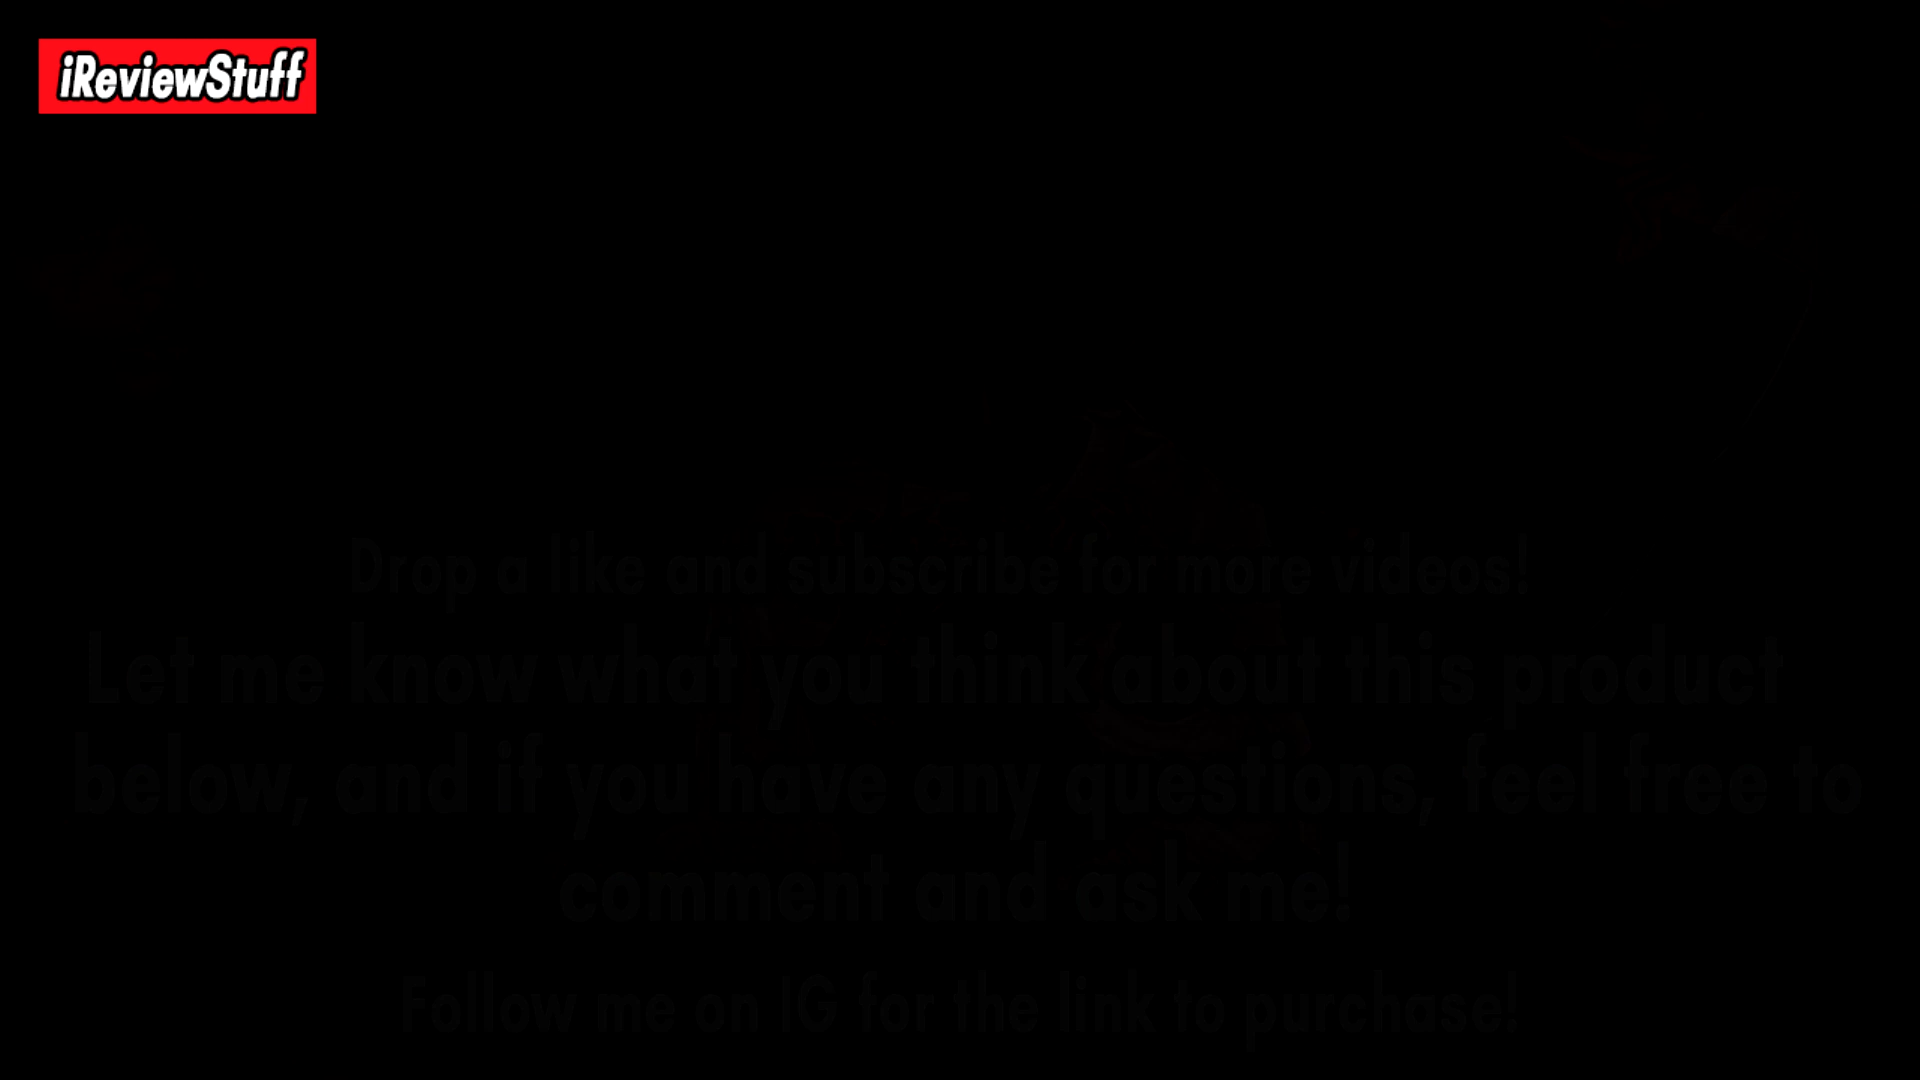 iReviewStuff
Drop a like and subscribe for more videos!
Let me know what you think about this product
below, and if you have any questions, feel free to
comment and ask me!
Follow me on IG for the link to purchase!